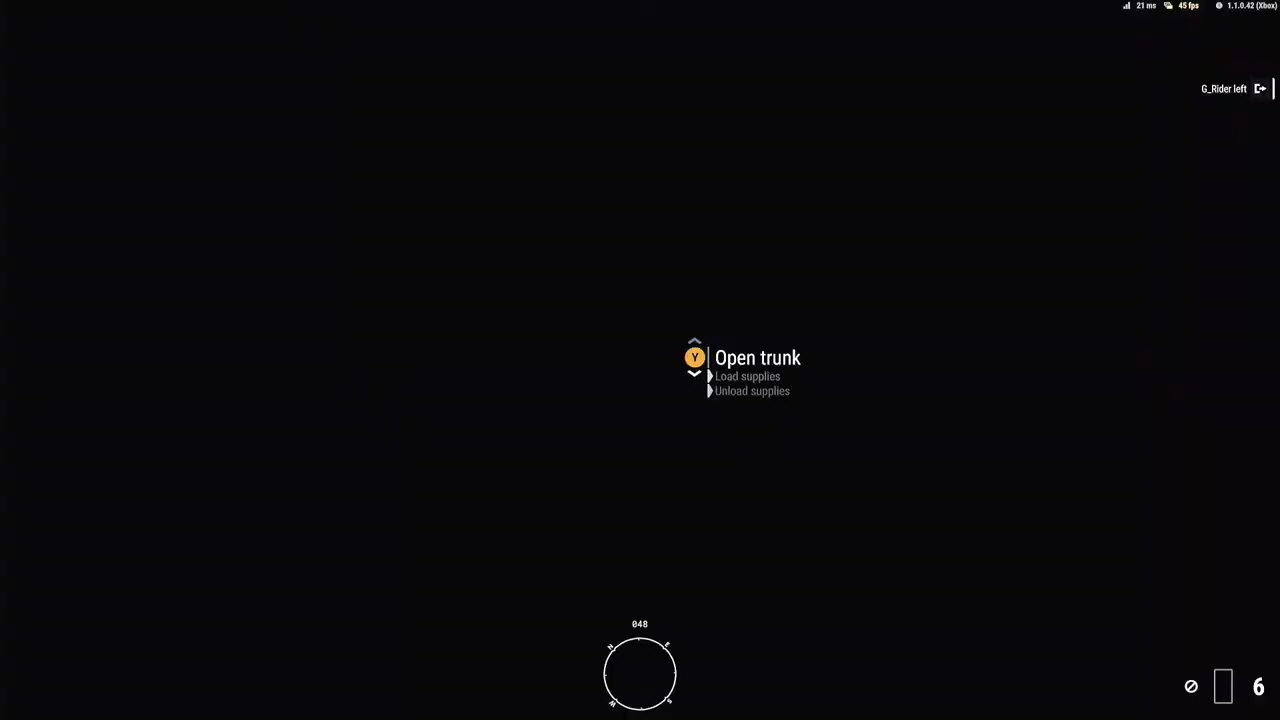 21 ms 45 fps 1.1.0.42 (Xbox)
G_Rider left
Y Open trunk
Load supplies
Unload supplies
048
N E
W S
6